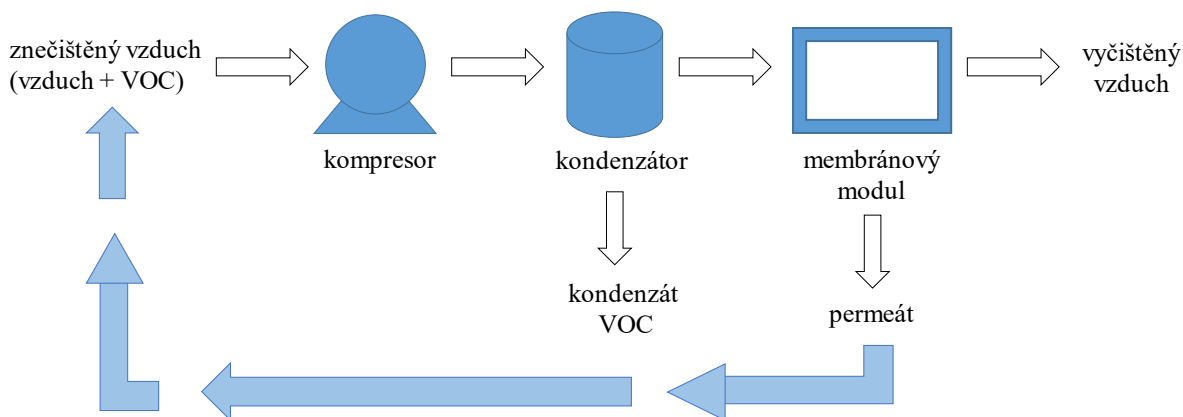 znečištěný vzduch
(vzduch + VOC)
kompresor
kondenzátor
membránový
modul
vyčištěný
vzduch
kondenzát
VOC
permeát